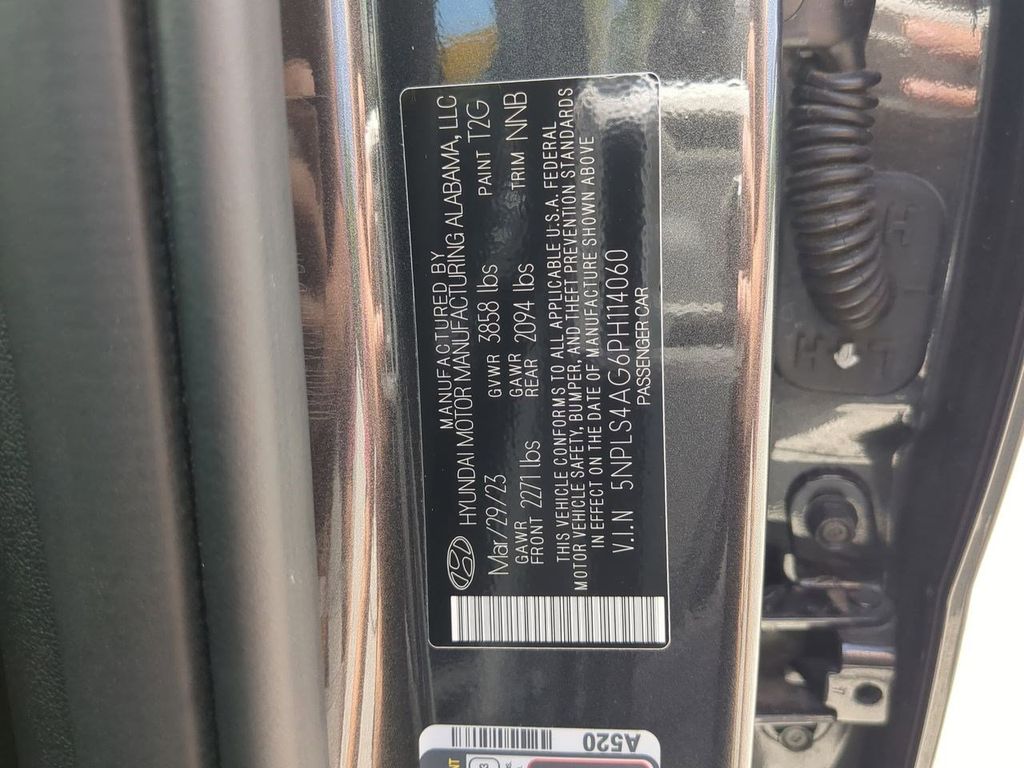 MANUFACTURED BY
HYUNDAI MOTOR MANUFACTURING ALABAMA, LLC
Mar/29/23 GVWR 3858 lbs PAINT T2G
GAWR FRONT 2271 lbs GAWR REAR 2094 lbs TRIM NNB
THIS VEHICLE CONFORMS TO ALL APPLICABLE U.S.A. FEDERAL
MOTOR VEHICLE SAFETY, BUMPER, AND THEFT PREVENTION STANDARDS
IN EFFECT ON THE DATE OF MANUFACTURE SHOWN ABOVE
V.I.N 5NPLS4AG6PH114060
PASSENGER CAR
A520